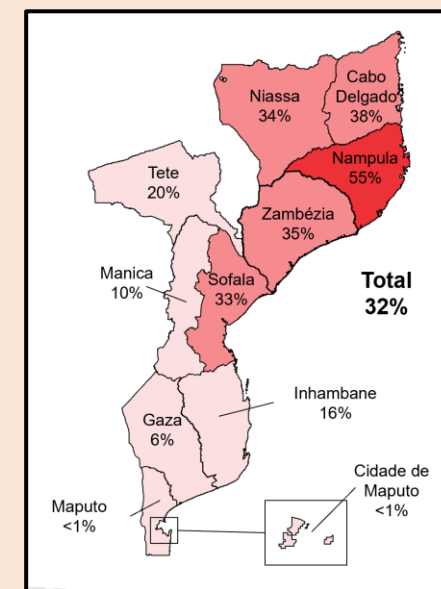 Cabo
Delgado
38%
Niassa
34%
Nampula
55%
Tete
20%
Zambézia
35%
Manica
10%
Sofala
33%
Total
32%
Inhambane
16%
Gaza
6%
Cidade de
Maputo
<1%
Maputo
<1%